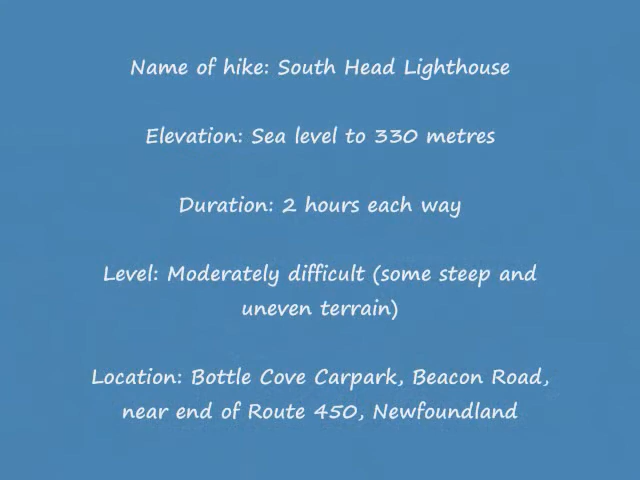 Name of hike: South Head Lighthouse
Elevation: Sea level to 330 metres
Duration: 2 hours each way
Level: Moderately difficult (some steep and
uneven terrain)
Location: Bottle Cove Carpark, Beacon Road,
near end of Route 450, Newfoundland